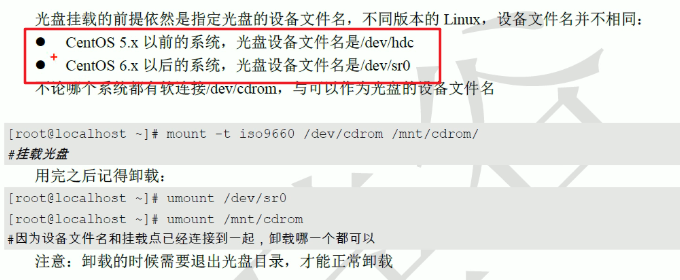 光盘挂载的前提依然是指定光盘的设备文件名，不同版本的 Linux，设备文件名并不相同：
● CentOS 5.x 以前的系统，光盘设备文件名是/dev/hdc
● CentOS 6.x 以后的系统，光盘设备文件名是/dev/sr0
不论哪个系统都有软连接/dev/cdrom，与可以作为光盘的设备文件名
[root@localhost ~]# mount -t iso9660 /dev/cdrom /mnt/cdrom/
#挂载光盘
用完之后记得卸载：
[root@localhost ~]# umount /dev/sr0
[root@localhost ~]# umount /mnt/cdrom
#因为设备文件名和挂载点已经连接到一起，卸载哪一个都可以
注意：卸载的时候需要退出光盘目录，才能正常卸载